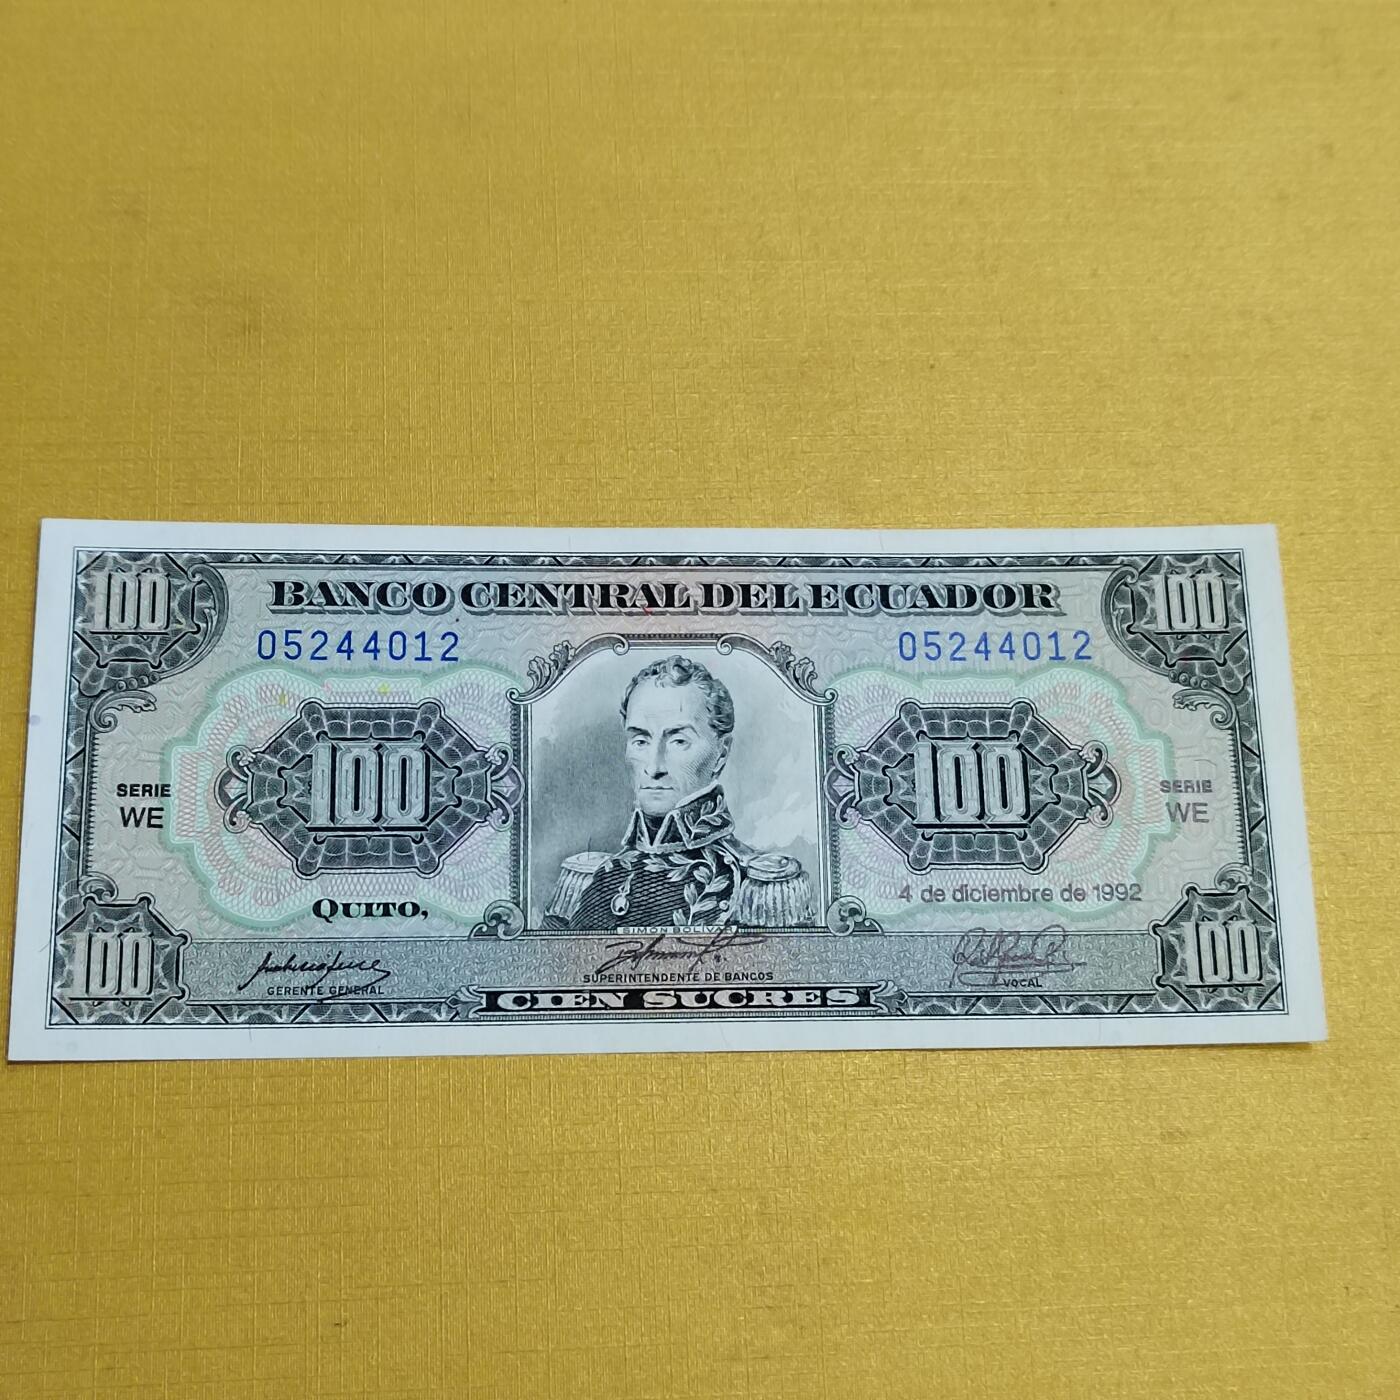 100 100
BANCO CENTRAL DEL ECUADOR
05244012 05244012
100 100
SERIE WE
SERIE WE
4 de diciembre de 1992
QUITO,
SIMON BOLÍVAR
GERENTE GENERAL
SUPERINTENDENTE DE BANCOS
VOCAL
100 100
CIEN SUCRES